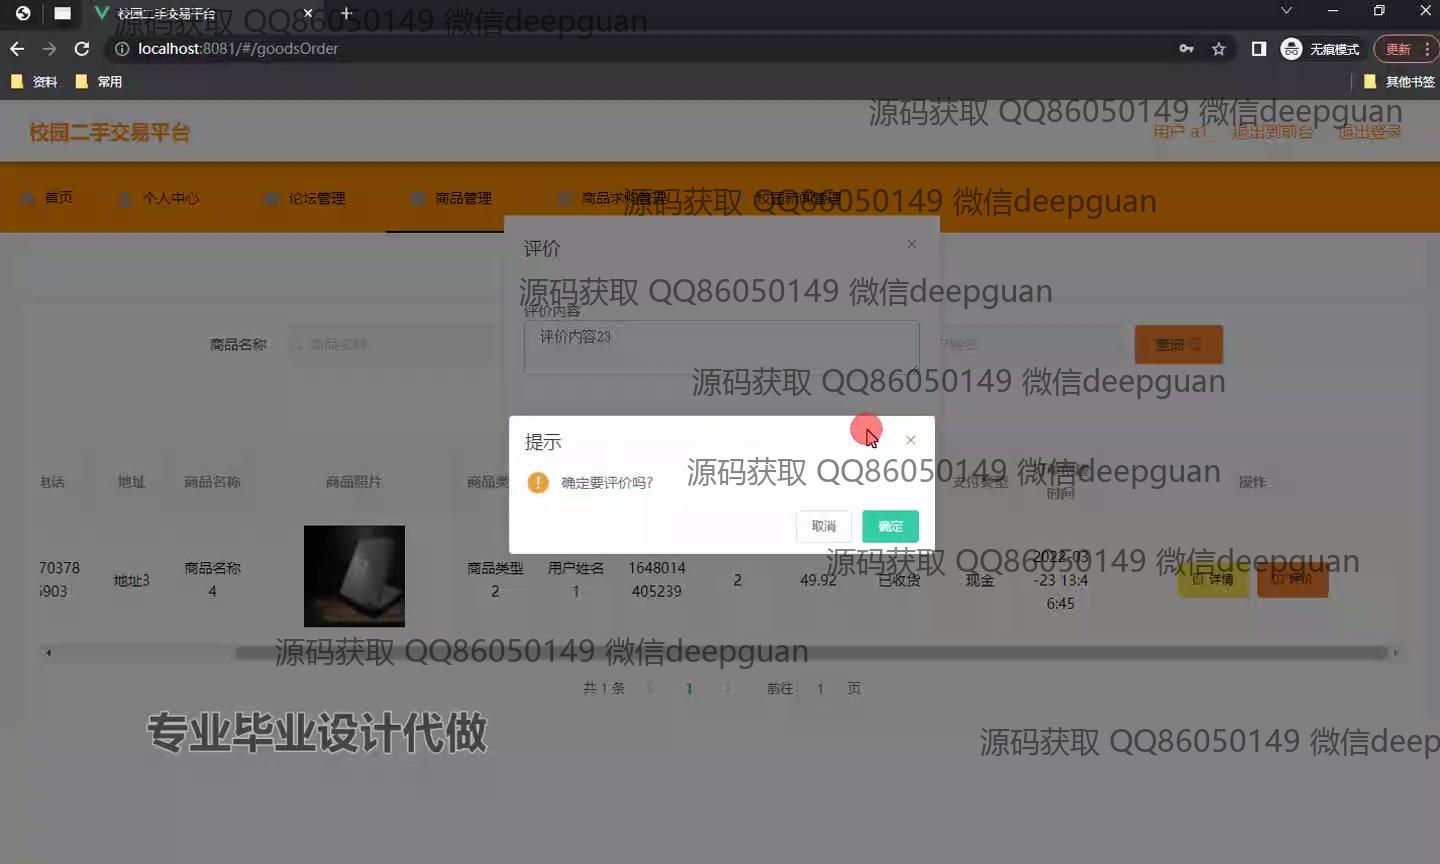 校园二手交易平台
源码获取 QQ86050149 微信deepguan
localhost:8081/#/goodsOrder
无痕模式
更新
资料
常用
其他书签
校园二手交易平台
源码获取 QQ86050149 微信deepguan
用户 a1
退出到前台
退出登录
首页
个人中心
论坛管理
商品管理
商品求购管理
校园新闻管理
源码获取 QQ86050149 微信deepguan
评价
源码获取 QQ86050149 微信deepguan
评价内容
评价内容23
商品名称
商品名称
户姓名
查询
源码获取 QQ86050149 微信deepguan
提示
确定要评价吗?
取消
确定
源码获取 QQ86050149 微信deepguan
电话
地址
商品名称
商品照片
商品类
支付类型
时间
操作
源码获取 QQ86050149 微信deepguan
70378
6903
地址3
商品名称
4
商品类型
2
用户姓名
1
1648014
405239
2
49.92
已收货
现金
2022-03
-23 13:4
6:45
详情
评价
源码获取 QQ86050149 微信deepguan
共 1 条
1
前往
1
页
专业毕业设计代做
源码获取 QQ86050149 微信deep